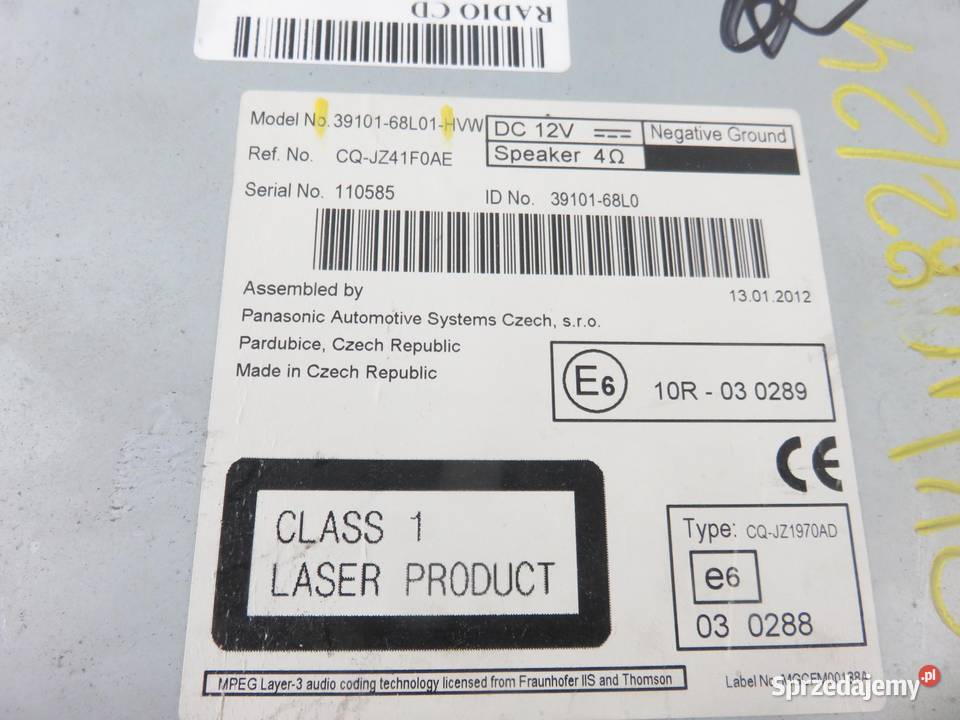 RADIO CD
Model No. 39101-68L01-HVW
DC 12V
Negative Ground
Ref. No. CQ-JZ41F0AE
Speaker 4Ω
Serial No. 110585
ID No. 39101-68L0
Assembled by
13.01.2012
Panasonic Automotive Systems Czech, s.r.o.
Pardubice, Czech Republic
Made in Czech Republic
E6
10R - 03 0289
CE
CLASS 1
LASER PRODUCT
Type: CQ-JZ1970AD
e6
03 0288
MPEG Layer-3 audio coding technology licensed from Fraunhofer IIS and Thomson
Label No.
Sprzedajemy.pl